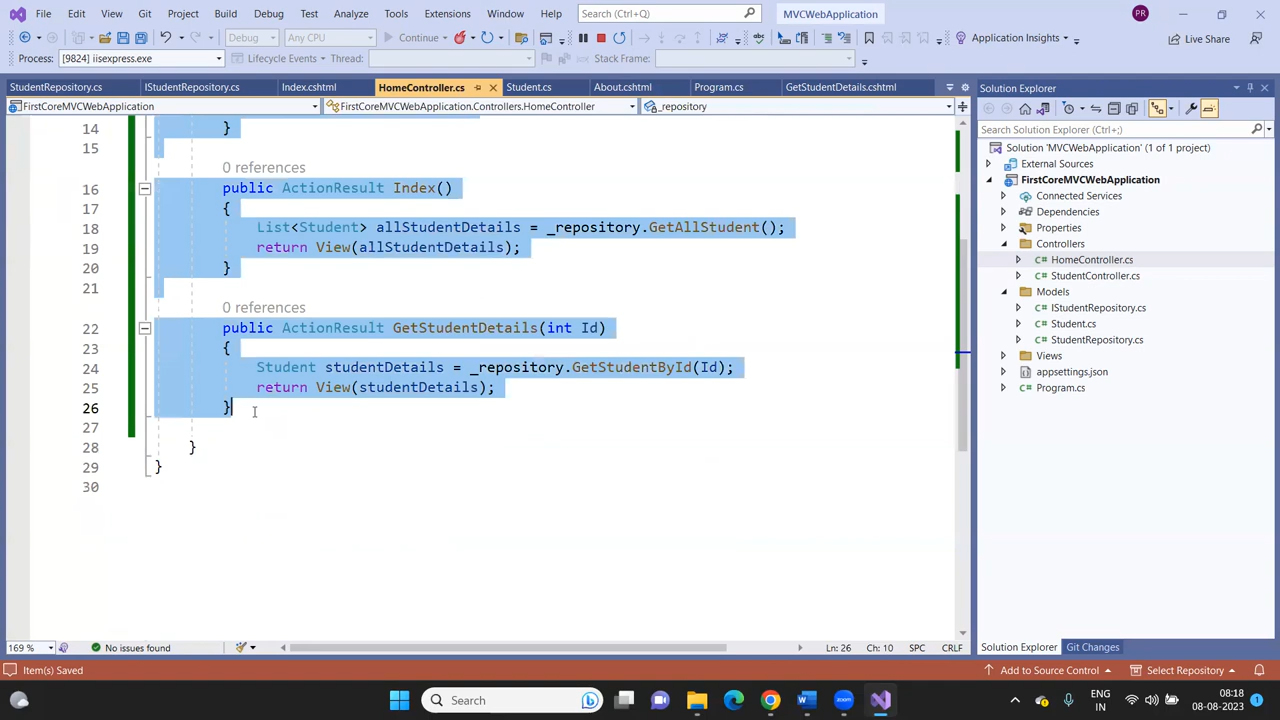 File Edit View Git Project Build Debug Test Analyze Tools Extensions Window Help Search (Ctrl+Q) MVCWebApplication PR
Debug Any CPU Continue Application Insights Live Share
Process: [9824] iisexpress.exe Lifecycle Events Thread: Stack Frame:
StudentRepository.cs IStudentRepository.cs Index.cshtml HomeController.cs Student.cs About.cshtml Program.cs GetStudentDetails.cshtml
FirstCoreMVCWebApplication FirstCoreMVCWebApplication.Controllers.HomeController _repository
14 }
15
0 references
16 public ActionResult Index()
17 {
18 List<Student> allStudentDetails = _repository.GetAllStudent();
19 return View(allStudentDetails);
20 }
21
0 references
22 public ActionResult GetStudentDetails(int Id)
23 {
24 Student studentDetails = _repository.GetStudentById(Id);
25 return View(studentDetails);
26 }
27
28 }
29 }
30
169 % No issues found Ln: 26 Ch: 10 SPC CRLF
Solution Explorer
Search Solution Explorer (Ctrl+;)
Solution 'MVCWebApplication' (1 of 1 project)
External Sources
FirstCoreMVCWebApplication
Connected Services
Dependencies
Properties
Controllers
C# HomeController.cs
C# StudentController.cs
Models
C# IStudentRepository.cs
C# Student.cs
C# StudentRepository.cs
Views
appsettings.json
C# Program.cs
Solution Explorer Git Changes
Item(s) Saved Add to Source Control Select Repository
Search ENG IN 08:18 08-08-2023 1